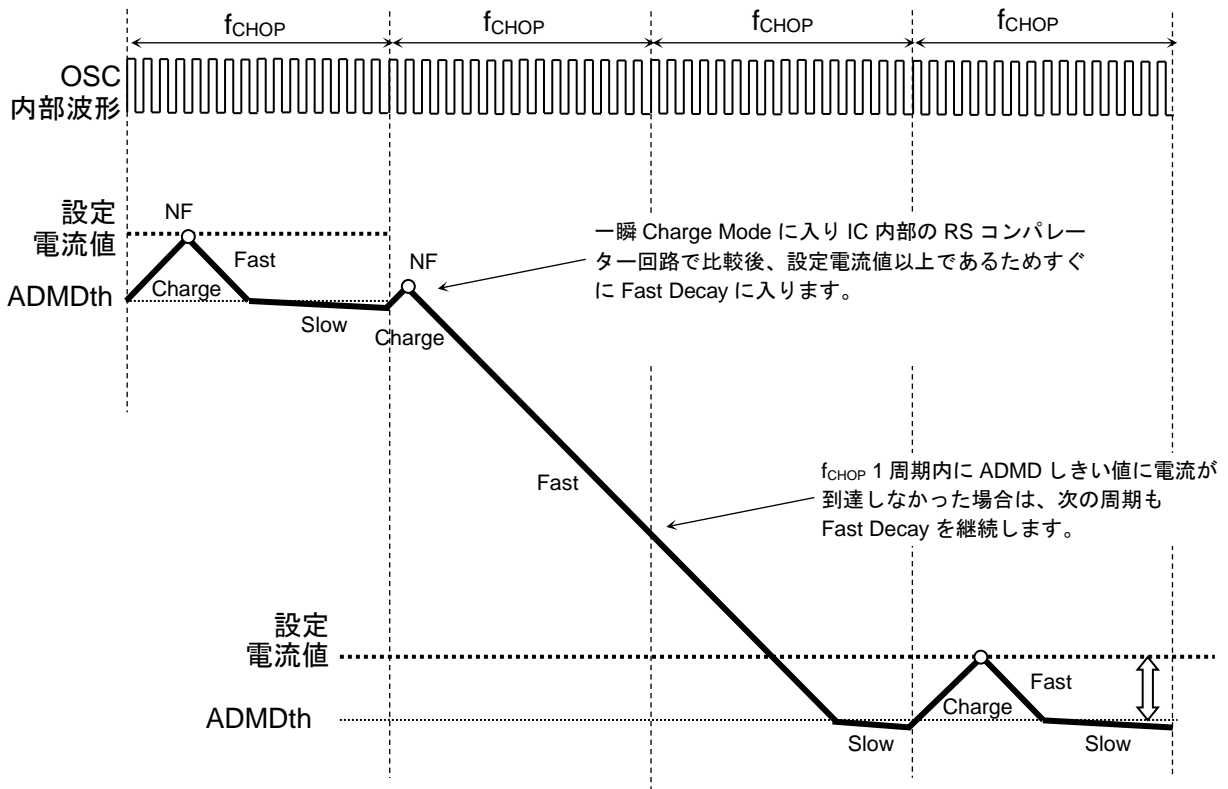 fCHOP
fCHOP
fCHOP
fCHOP
OSC
内部波形
設定
電流値
NF
Fast
Charge
ADMDth
Slow
NF
Charge
一瞬 Charge Mode に入り IC 内部の RS コンパレー
ター回路で比較後、設定電流値以上であるためすぐ
に Fast Decay に入ります。
Fast
fCHOP 1 周期内に ADMD しきい値に電流が
到達しなかった場合は、次の周期も
Fast Decay を継続します。
設定
電流値
ADMDth
Slow
Charge
Fast
Slow